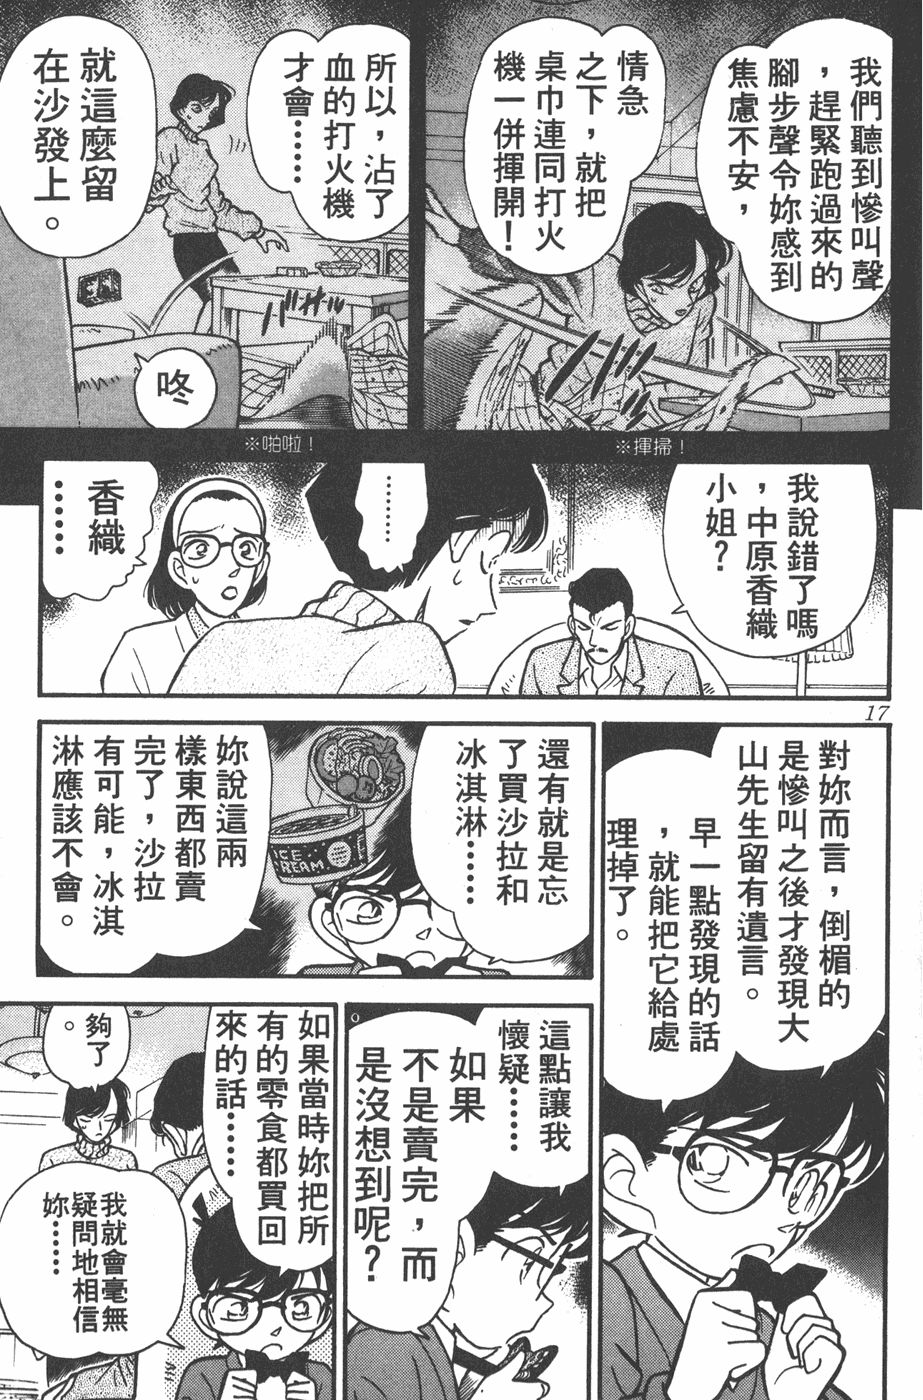 我們聽到慘叫聲
，趕緊跑過來的
腳步聲令妳感到
焦慮不安，
情急
之下，就把
桌巾連同打火
機一併揮開！
※揮掃！
所以，沾了
血的打火機
才會……
就這麼留
在沙發上。
咚
※啪啦！
我說錯了嗎
，中原香織
小姐？
………
香織
……
17
對妳而言，倒楣的
是慘叫之後才發現大
山先生留有遺言。
早一點發現的話
，就能把它給處
理掉了。
還有就是忘
了買沙拉和
冰淇淋……
ICE
CREAM
妳說這兩
樣東西都賣
完了，沙拉
有可能，冰淇
淋應該不會。
這點讓我
懷疑……
如果
不是賣完，而
是沒想到呢？
如果當時妳把所
有的零食都買回
來的話……
夠了
。
我就會毫無
疑問地相信
妳……